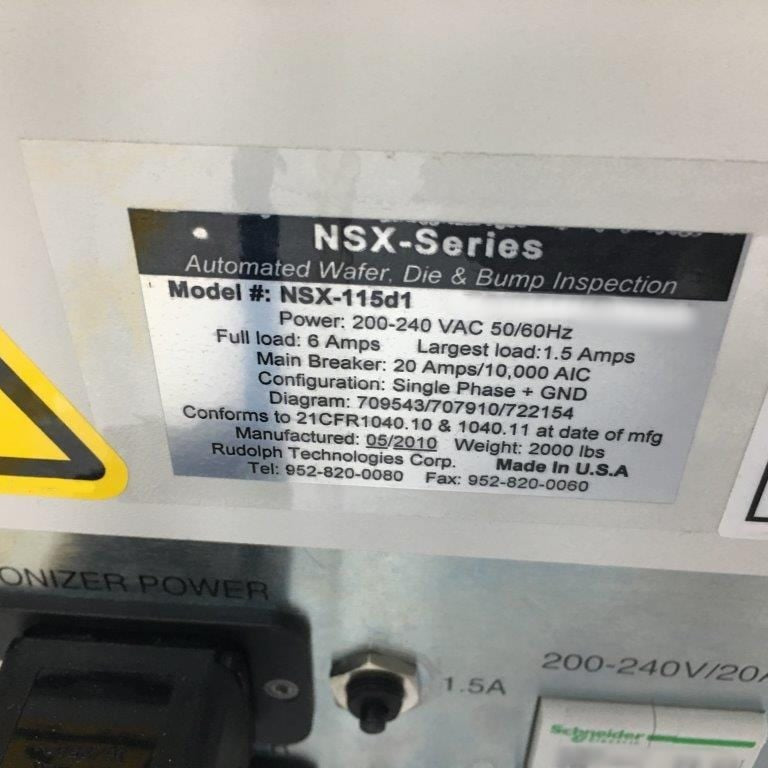 NSX-Series
Automated Wafer, Die & Bump Inspection
Model #: NSX-115d1
Power: 200-240 VAC 50/60Hz
Full load: 6 Amps Largest load:1.5 Amps
Main Breaker: 20 Amps/10,000 AIC
Configuration: Single Phase + GND
Diagram: 709543/707910/722154
Conforms to 21CFR1040.10 & 1040.11 at date of mfg
Manufactured: 05/2010 Weight: 2000 lbs
Rudolph Technologies Corp. Made In U.S.A
Tel: 952-820-0080 Fax: 952-820-0060
ONIZER POWER
1.5A
200-240V/20A
Schneider
Electric